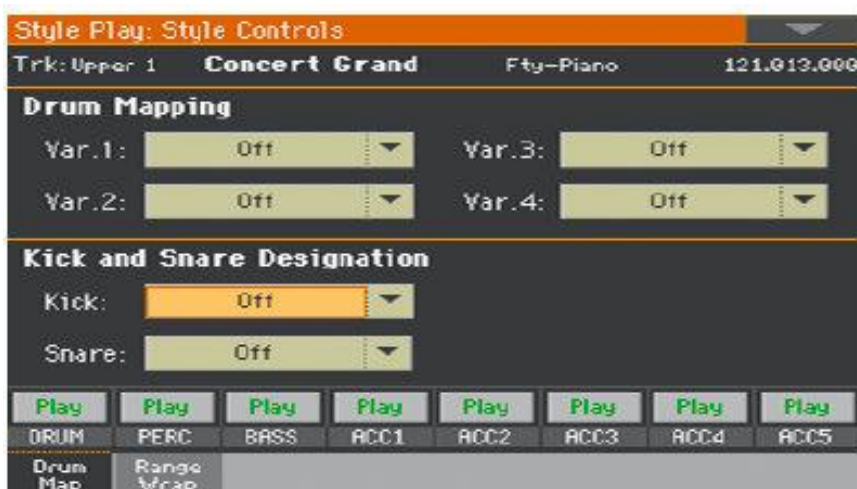 Style Play: Style Controls
Trk: Upper 1 Concert Grand Fty-Piano 121.013.000
Drum Mapping
Var.1: Off Var.3: Off
Var.2: Off Var.4: Off
Kick and Snare Designation
Kick: Off
Snare: Off
Play Play Play Play Play Play Play Play
DRUM PERC BASS ACC1 ACC2 ACC3 ACC4 ACC5
Drum Range
Map Wrap